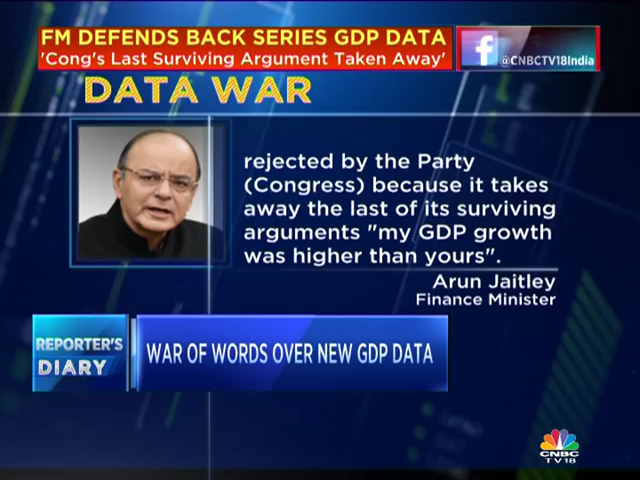 FM DEFENDS BACK SERIES GDP DATA
'Cong's Last Surviving Argument Taken Away'
f
@CNBCTV18India
DATA WAR
rejected by the Party
(Congress) because it takes
away the last of its surviving
arguments "my GDP growth
was higher than yours".
Arun Jaitley
Finance Minister
REPORTER'S
DIARY
WAR OF WORDS OVER NEW GDP DATA
CNBC
TV18